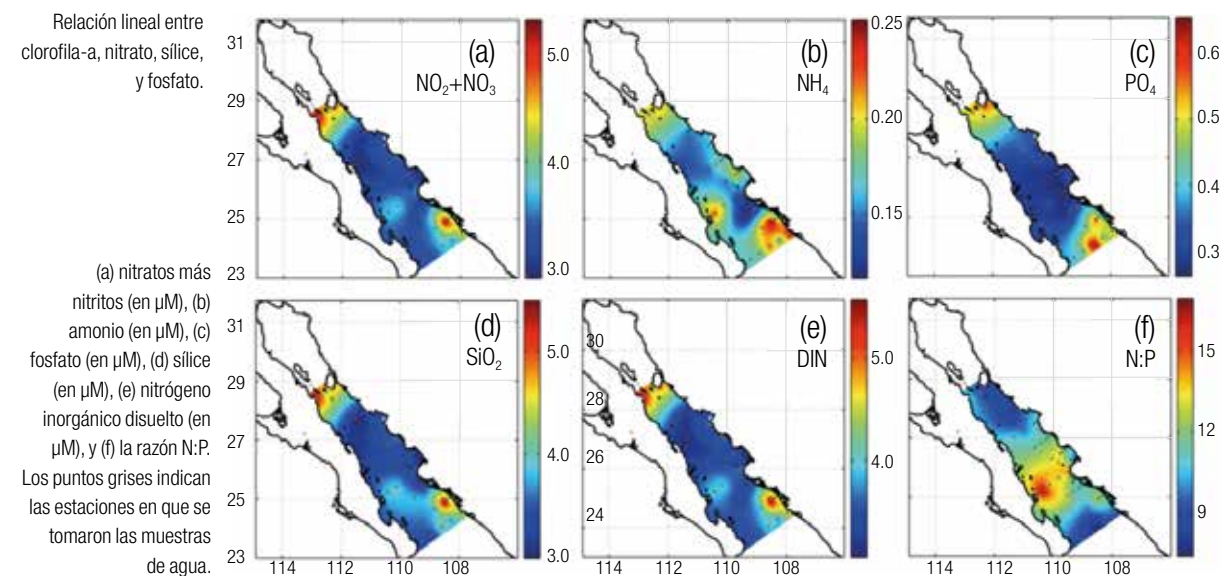 Relación lineal entre
clorofila-a, nitrato, sílice,
y fosfato.
(a) nitratos más
nitritos (en µM), (b)
amonio (en µM), (c)
fosfato (en µM), (d) sílice
(en µM), (e) nitrógeno
inorgánico disuelto (en
µM), y (f) la razón N:P.
Los puntos grises indican
las estaciones en que se
tomaron las muestras
de agua.
31
29
27
25
23
(a)
NO₂+NO₃
5.0
4.0
3.0
(b)
NH₄
0.25
0.20
0.15
(c)
PO₄
0.6
0.5
0.4
0.3
31
29
27
25
23
(d)
SiO₂
5.0
4.0
3.0
114 112 110 108
30
28
26
24
(e)
DIN
5.0
4.0
114 112 110 108
(f)
N:P
15
12
9
114 112 110 108